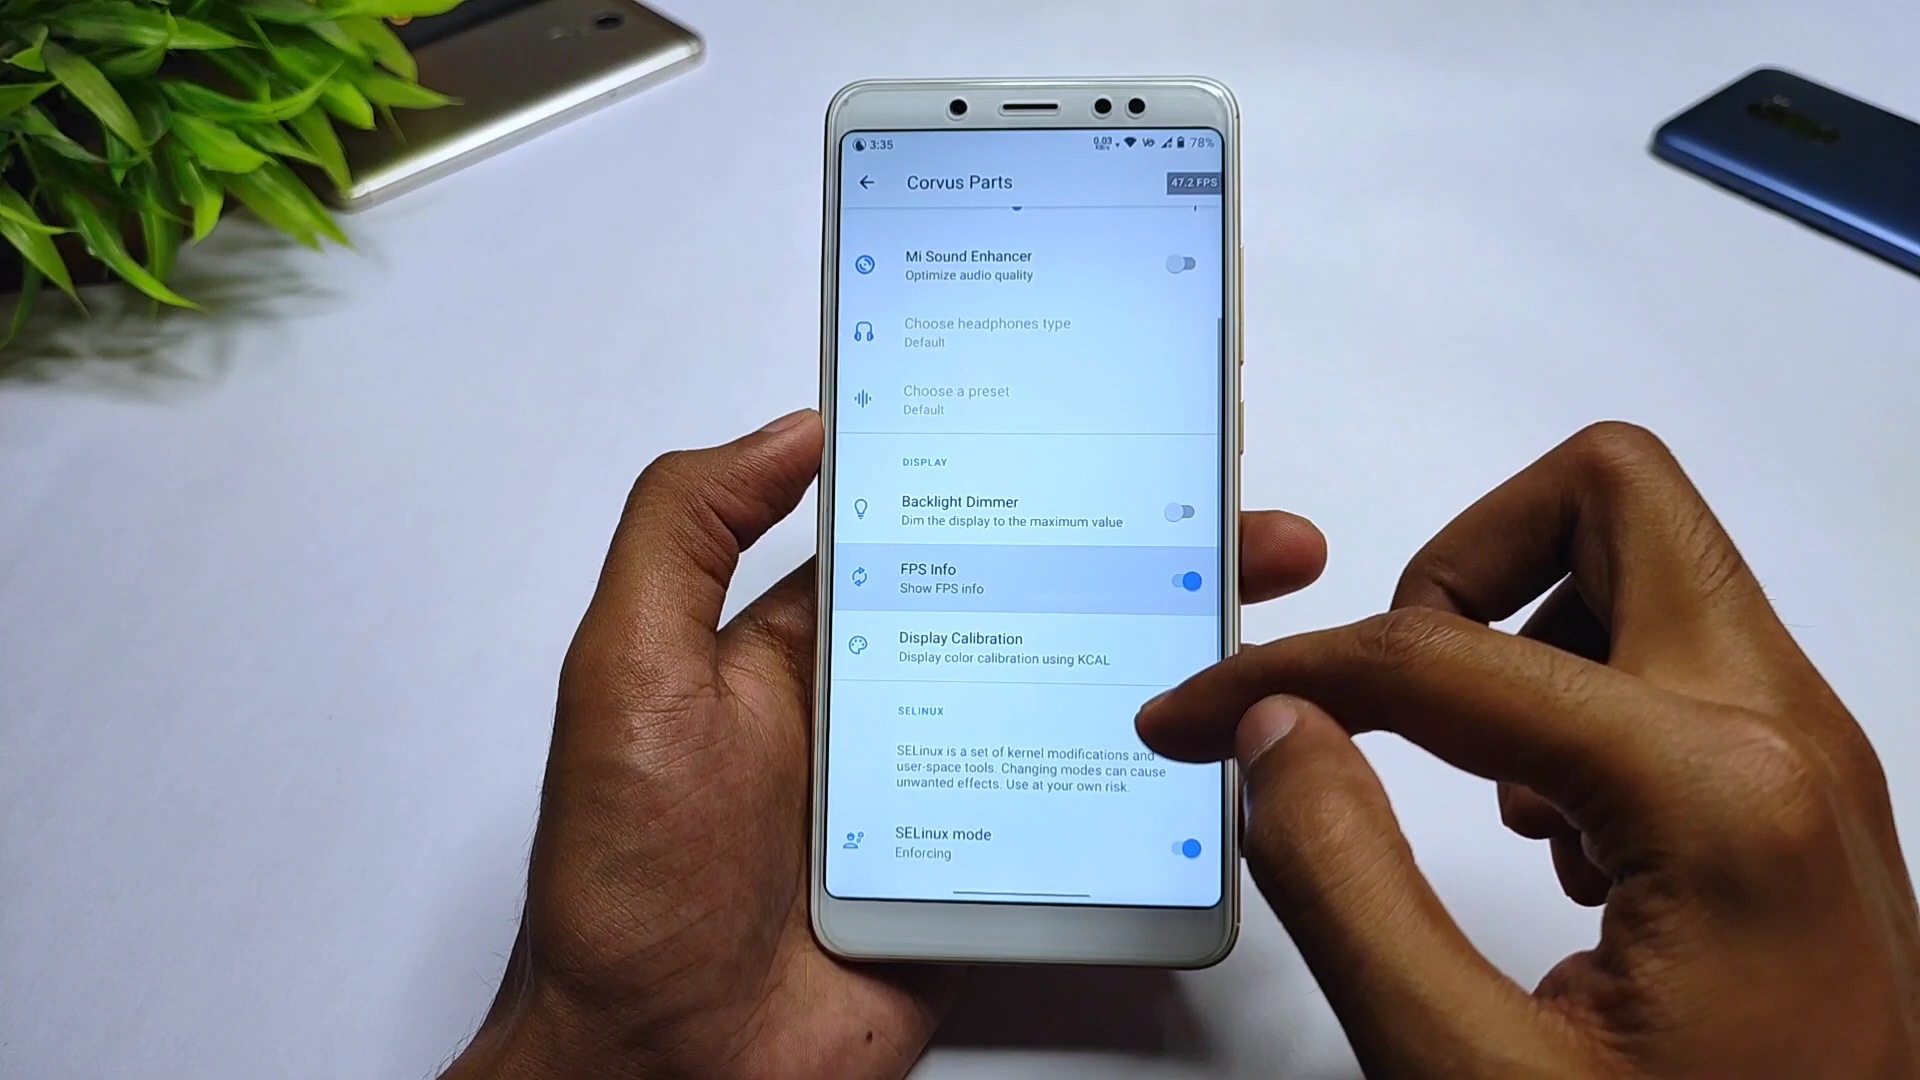 3:35
0.03
KB/s
78%
Corvus Parts
47.2 FPS
Mi Sound Enhancer
Optimize audio quality
Choose headphones type
Default
Choose a preset
Default
DISPLAY
Backlight Dimmer
Dim the display to the maximum value
FPS Info
Show FPS info
Display Calibration
Display color calibration using KCAL
SELINUX
SELinux is a set of kernel modifications and
user-space tools. Changing modes can cause
unwanted effects. Use at your own risk.
SELinux mode
Enforcing